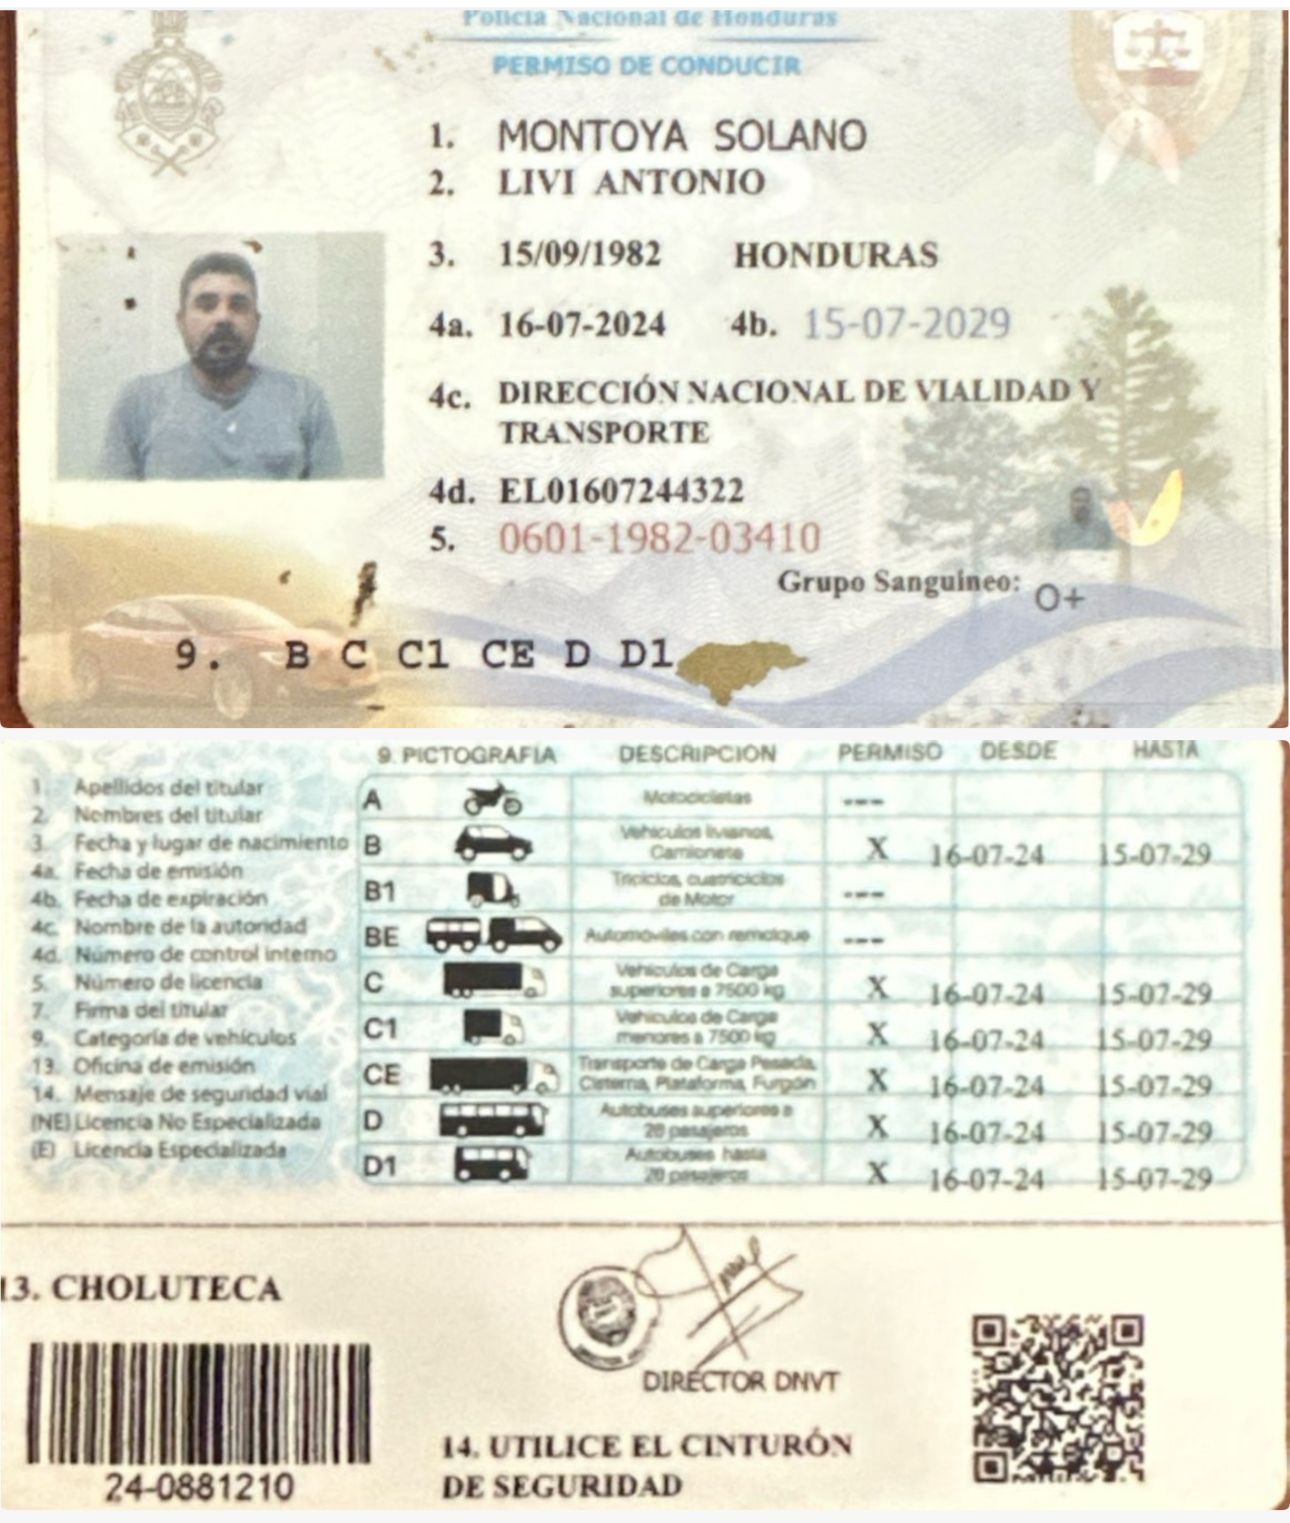 Policía Nacional de Honduras
PERMISO DE CONDUCIR
1. MONTOYA SOLANO
2. LIVI ANTONIO
3. 15/09/1982 HONDURAS
4a. 16-07-2024 4b. 15-07-2029
4c. DIRECCIÓN NACIONAL DE VIALIDAD Y
TRANSPORTE
4d. EL01607244322
5. 0601-1982-03410
Grupo Sanguíneo: O+
9. B C C1 CE D D1
1. Apellidos del titular
2. Nombres del titular
3. Fecha y lugar de nacimiento
4a. Fecha de emisión
4b. Fecha de expiración
4c. Nombre de la autoridad
4d. Número de control interno
5. Número de licencia
7. Firma del titular
9. Categoría de vehículos
13. Oficina de emisión
14. Mensaje de seguridad vial
(NE) Licencia No Especializada
(E) Licencia Especializada
9. PICTOGRAFIA DESCRIPCION PERMISO DESDE HASTA
A Motocicletas ---
B Vehículos livianos, X 16-07-24 15-07-29
Camioneta
B1 Triciclos, cuatriciclos ---
de Motor
BE Automóviles con remolque ---
C Vehículos de Carga X 16-07-24 15-07-29
superiores a 7500 kg
C1 Vehículos de Carga X 16-07-24 15-07-29
menores a 7500 kg
CE Transporte de Carga Pesada, X 16-07-24 15-07-29
Cisterna, Plataforma, Furgón
D Autobuses superiores a X 16-07-24 15-07-29
20 pasajeros
D1 Autobuses hasta X 16-07-24 15-07-29
20 pasajeros
13. CHOLUTECA
24-0881210
DIRECTOR DNVT
14. UTILICE EL CINTURÓN
DE SEGURIDAD